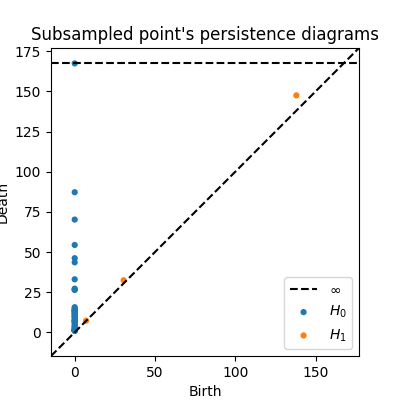 Subsampled point's persistence diagrams
175
150
125
100
75
50
25
0
Death
∞
H₀
H₁
0 50 100 150
Birth